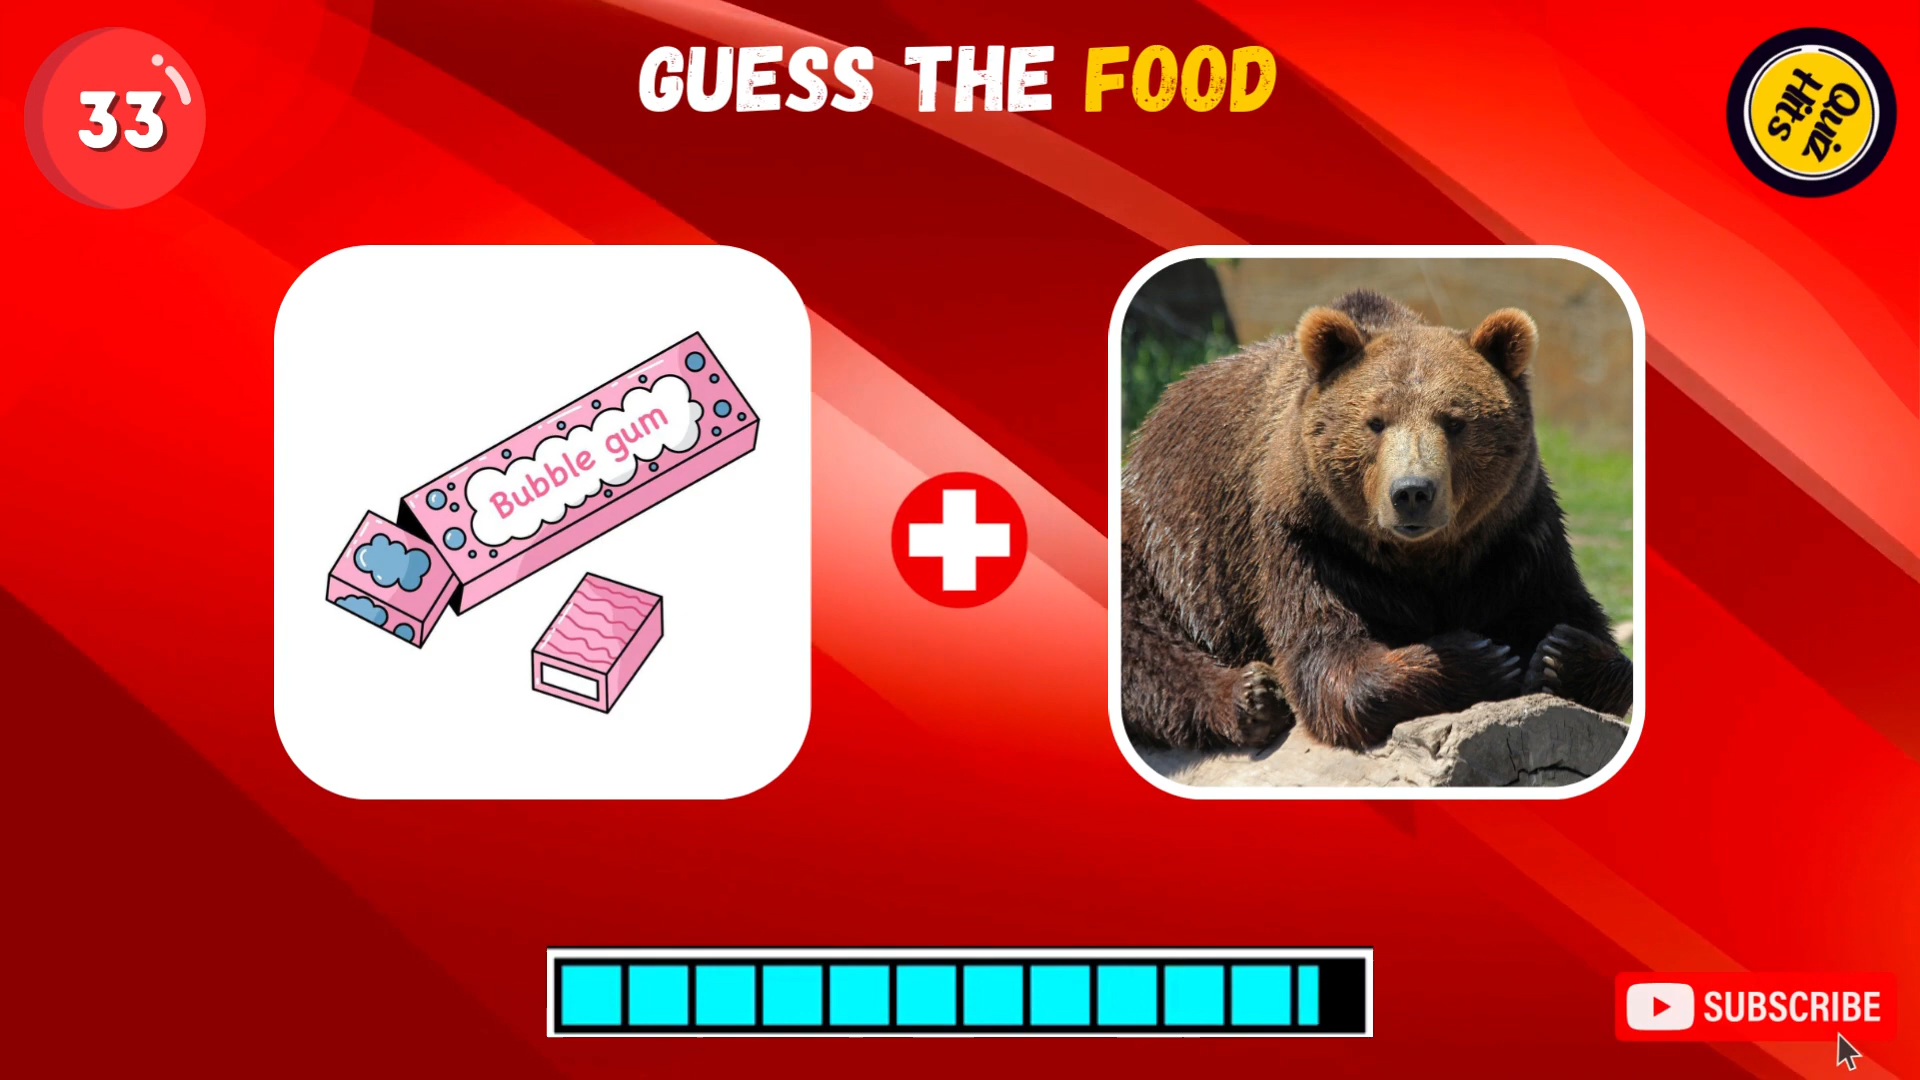 33
GUESS THE FOOD
Quiz
Hits
Bubble gum
SUBSCRIBE